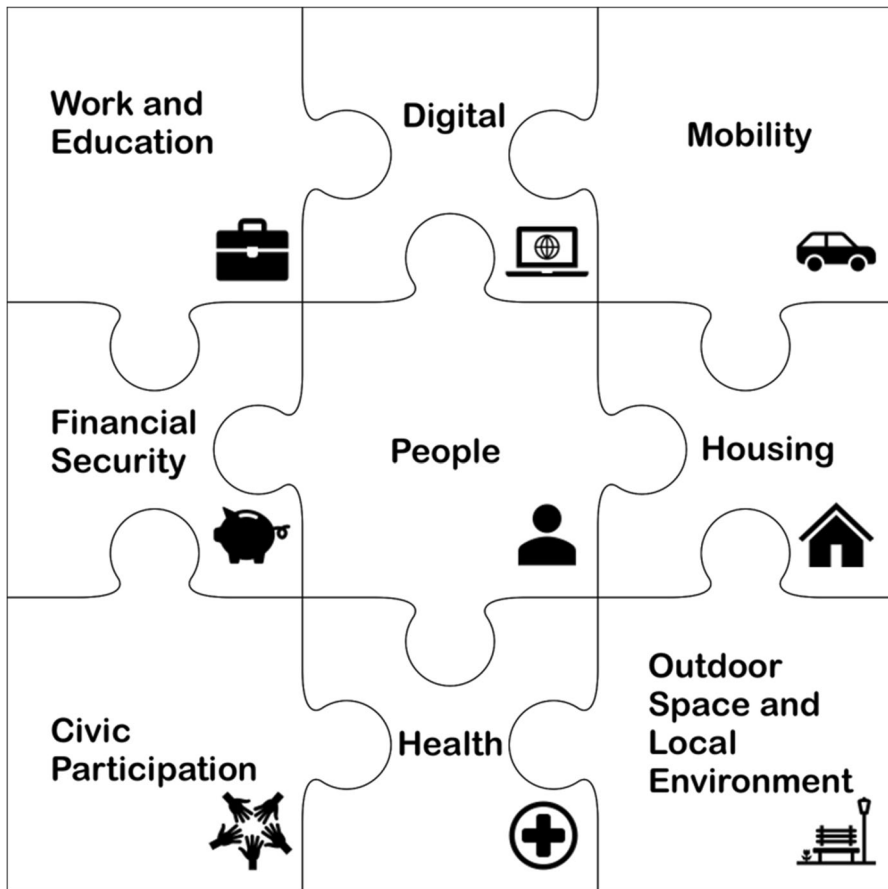 Work and
Education
Digital
Mobility
Financial
Security
People
Housing
Civic
Participation
Health
Outdoor
Space and
Local
Environment